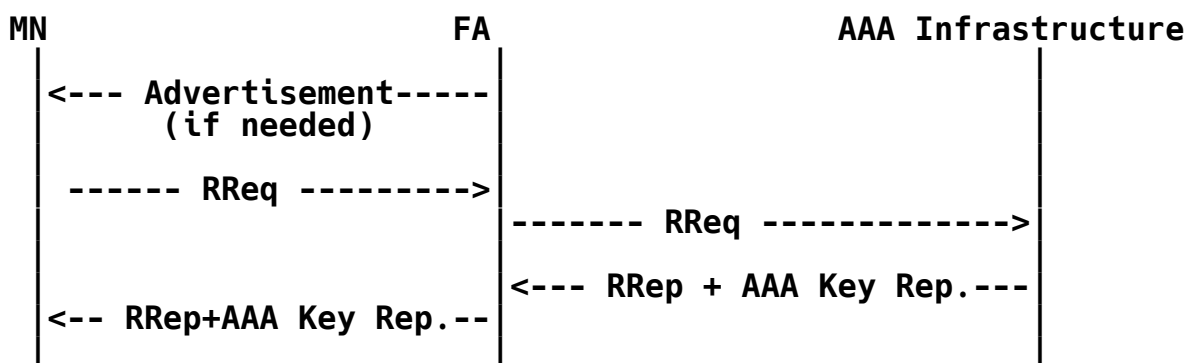 MN FA AAA Infrastructure
<--- Advertisement-----
(if needed)
------ RReq --------->
------- RReq ------------->
<--- RRep + AAA Key Rep.---
<-- RRep+AAA Key Rep.--